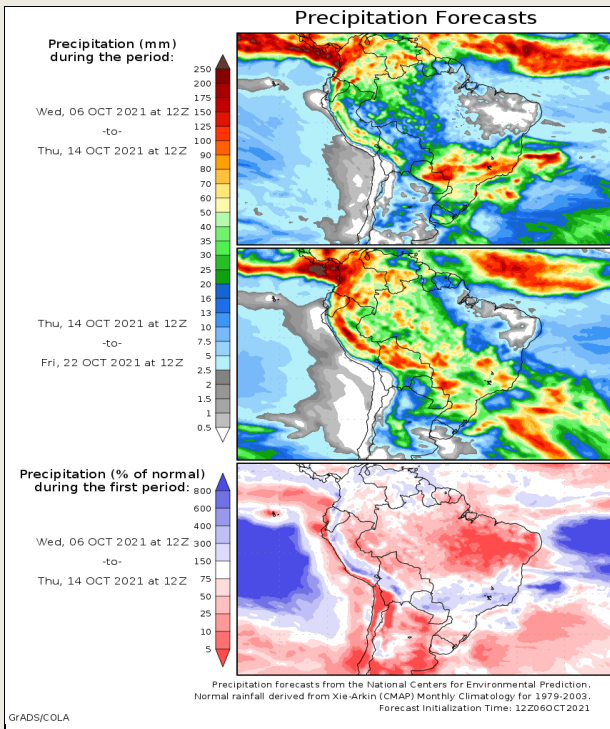 Precipitation Forecasts
Precipitation (mm)
during the period:
Wed, 06 OCT 2021 at 12Z
-to-
Thu, 14 OCT 2021 at 12Z
250
200
175
150
125
100
90
80
70
60
50
40
35
30
25
20
16
13
10
7.5
5
2.5
2
1.5
1
0.5
Thu, 14 OCT 2021 at 12Z
-to-
Fri, 22 OCT 2021 at 12Z
Precipitation (% of normal)
during the first period:
Wed, 06 OCT 2021 at 12Z
-to-
Thu, 14 OCT 2021 at 12Z
800
600
400
300
150
75
50
25
10
5
Precipitation forecasts from the National Centers for Environmental Prediction.
Normal rainfall derived from Xie-Arkin (CMAP) Monthly Climatology for 1979-2003.
Forecast Initialization Time: 12Z06OCT2021
GrADS/COLA